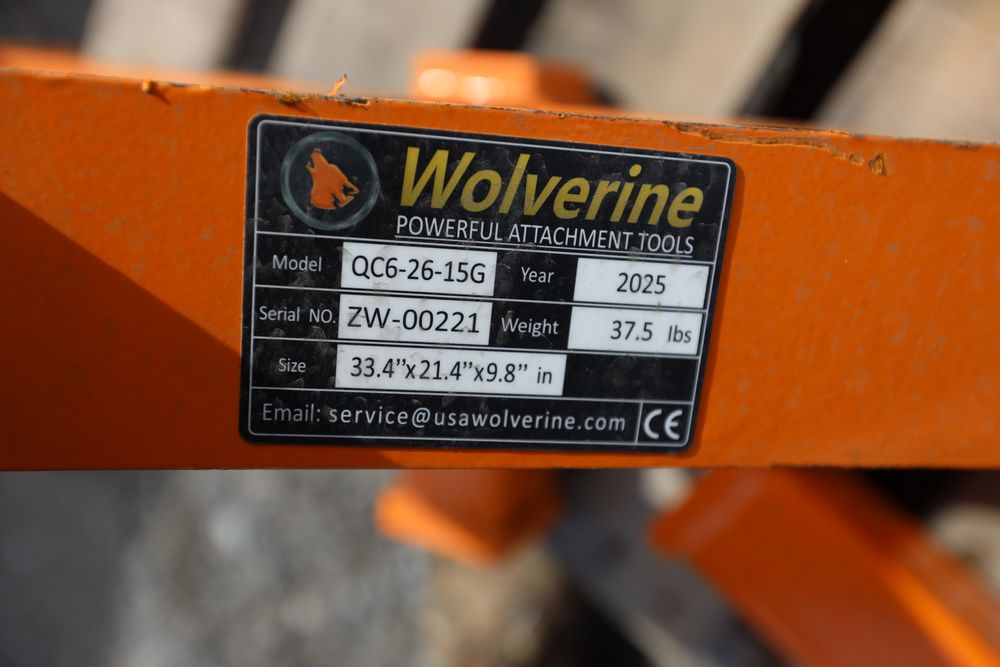 Wolverine
POWERFUL ATTACHMENT TOOLS
Model QC6-26-15G Year 2025
Serial NO. ZW-00221 Weight 37.5 lbs
Size 33.4”x21.4”x9.8” in
Email: service@usawolverine.com CE